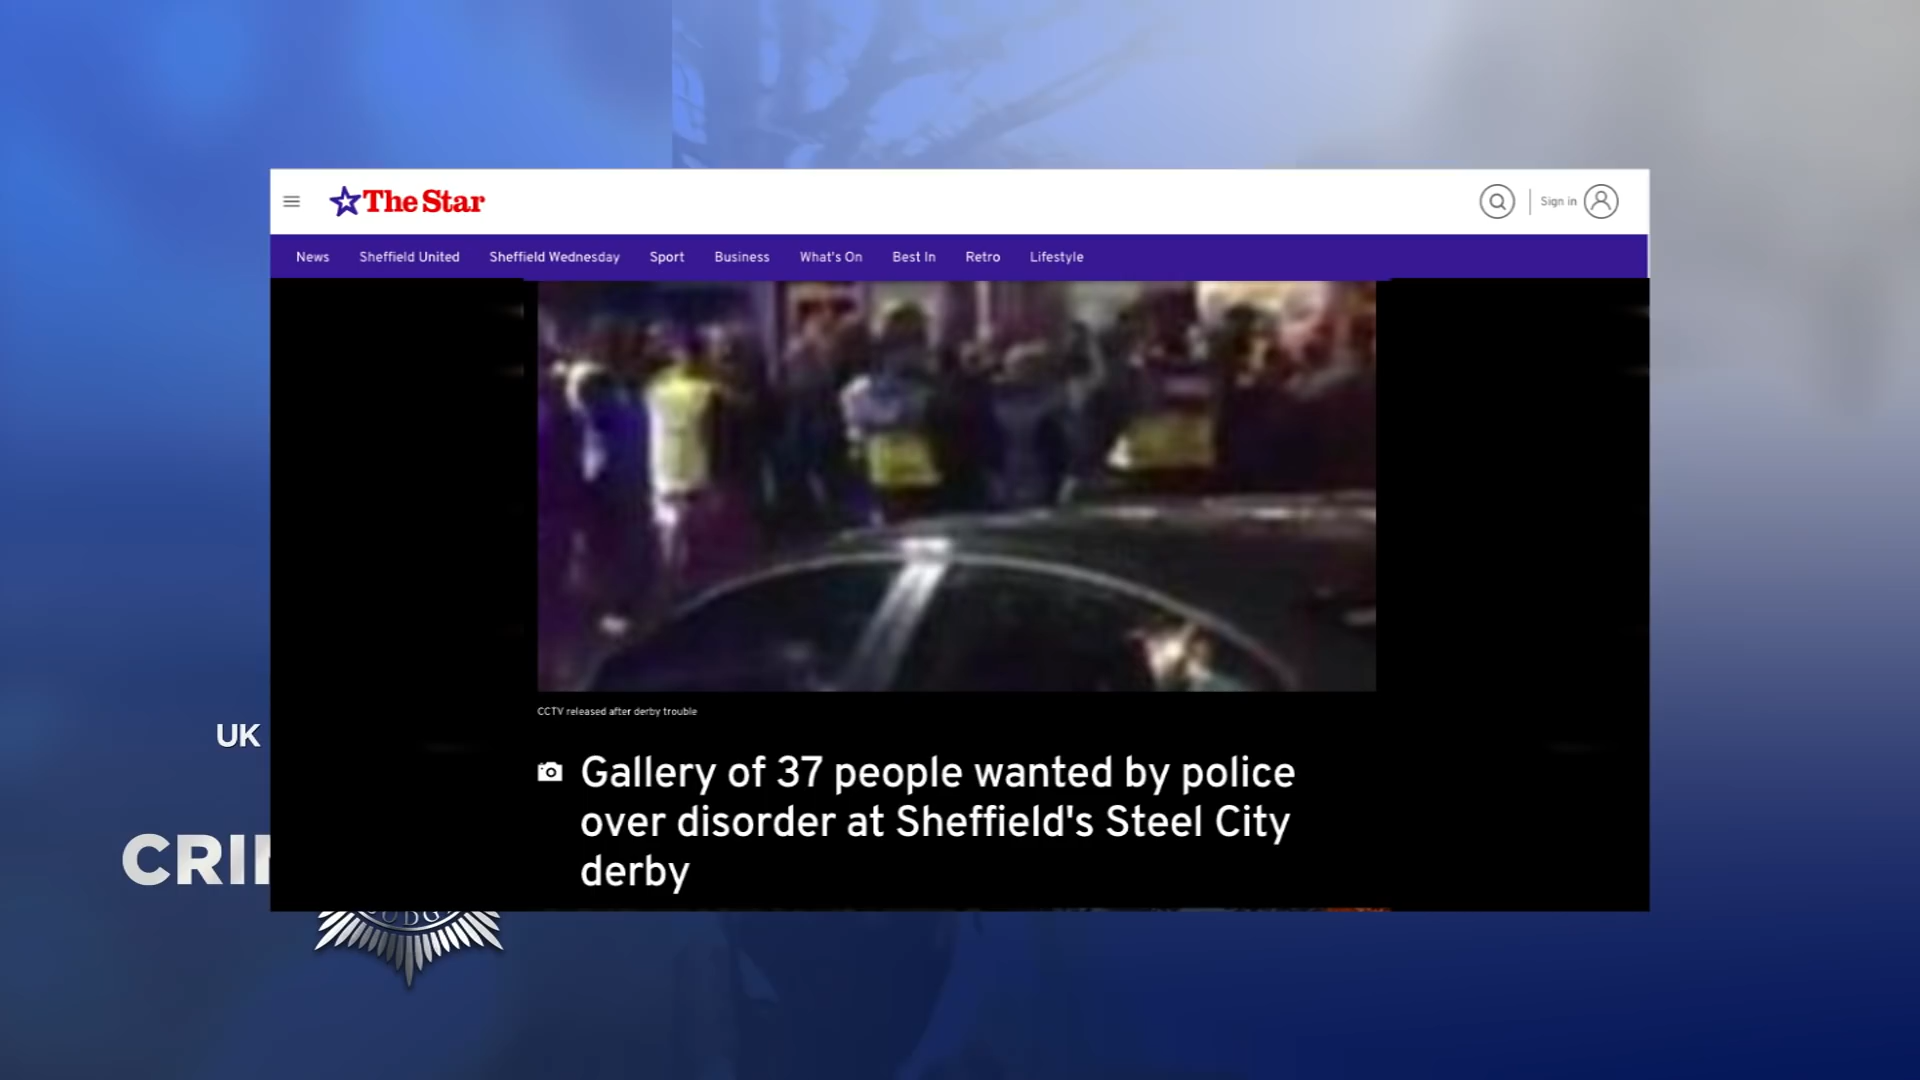 The Star
Sign in
News Sheffield United Sheffield Wednesday Sport Business What's On Best In Retro Lifestyle
CCTV released after derby trouble
Gallery of 37 people wanted by police
over disorder at Sheffield's Steel City
derby
UK
CRI